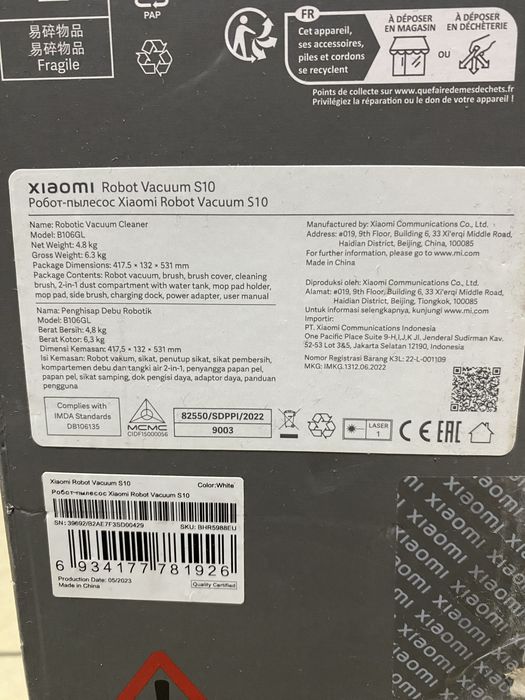 PAP
易碎物品
易碎物品
Fragile
FR
Cet appareil,
ses accessoires,
piles et cordons
se recyclent
À DÉPOSER
EN MAGASIN
OU
À DÉPOSER
EN DÉCHÈTERIE
Points de collecte sur www.quefairedemesdechets.fr
Privilégiez la réparation ou le don de votre appareil !
xiaomi Robot Vacuum S10
Робот-пылесос Xiaomi Robot Vacuum S10
Name: Robotic Vacuum Cleaner
Model: B106GL
Net Weight: 4.8 kg
Gross Weight: 6.3 kg
Package Dimensions: 417.5 × 132 × 531 mm
Package Contents: Robot vacuum, brush, brush cover, cleaning
brush, 2-in-1 dust compartment with water tank, mop pad holder,
mop pad, side brush, charging dock, power adapter, user manual
Nama: Penghisap Debu Robotik
Model: B106GL
Berat Bersih: 4,8 kg
Berat Kotor: 6,3 kg
Dimensi Kemasan: 417,5 × 132 × 531 mm
Isi Kemasan: Robot vakum, sikat, penutup sikat, sikat pembersih,
kompartemen debu dan tangki air 2-in-1, penyangga papan pel,
papan pel, sikat samping, dok pengisi daya, adaptor daya, panduan
pengguna
Manufactured by: Xiaomi Communications Co., Ltd.
Address: #019, 9th Floor, Building 6, 33 Xi'erqi Middle Road,
Haidian District, Beijing, China, 100085
For further information, please go to www.mi.com
Made in China
Diproduksi oleh: Xiaomi Communications Co., Ltd.
Alamat: #019, 9th Floor, Building 6, 33 Xi'erqi Middle Road,
Haidian District, Beijing, Tiongkok, 100085
Untuk informasi selengkapnya, kunjungi www.mi.com
Importir:
PT. Xiaomi Communications Indonesia
One Pacific Suite 9-H,I,J,K Jl. Jenderal Sudirman Kav.
52-53 Lot 3&5, Jakarta Selatan 12190, Indonesia
Nomor Registrasi Barang K3L: 22-L-001109
MKG: IMKG.1312.06.2022
Complies with
IMDA Standards
DB106135
MCMC
CIDF15000056
82550/SDPPI/2022
9003
LASER
1
CE EAC
Xiaomi Robot Vacuum S10
Color:White
Робот-пылесос Xiaomi Robot Vacuum S10
SN: 39692/B2AE7F35D00429
SKU: BHR5988EU
6 934177 781926
Production Date: 05/2023
Made in China
Quality Certified
xiaomi xiaomi xiaomi
xiaomi xiaomi xiaomi